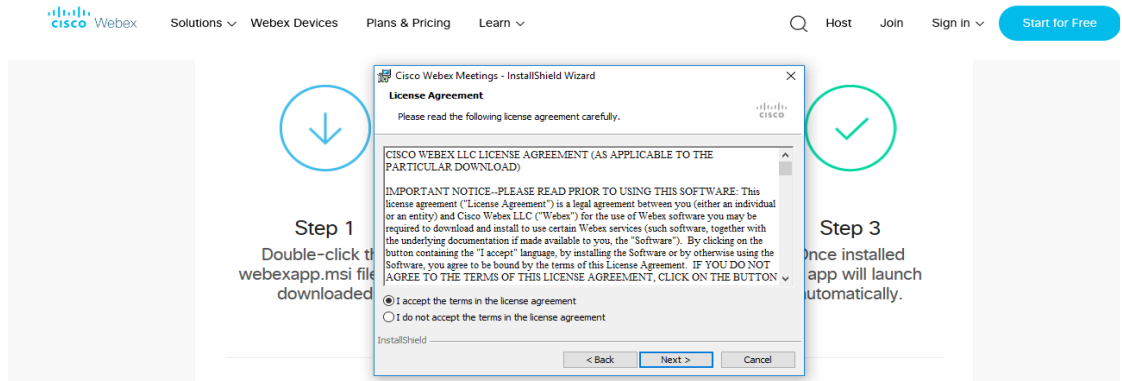 CISCO Webex Solutions Webex Devices Plans & Pricing Learn Host Join Sign in Start for Free
Cisco Webex Meetings - InstallShield Wizard
License Agreement
Please read the following license agreement carefully.
CISCO
CISCO WEBEX LLC LICENSE AGREEMENT (AS APPLICABLE TO THE
PARTICULAR DOWNLOAD)
IMPORTANT NOTICE--PLEASE READ PRIOR TO USING THIS SOFTWARE: This
license agreement ("License Agreement") is a legal agreement between you (either an individual
or an entity) and Cisco Webex LLC ("Webex") for the use of Webex software you may be
required to download and install to use certain Webex services (such software, together with
the underlying documentation if made available to you, the "Software"). By clicking on the
button containing the "I accept" language, by installing the Software or by otherwise using the
Software, you agree to be bound by the terms of this License Agreement. IF YOU DO NOT
AGREE TO THE TERMS OF THIS LICENSE AGREEMENT, CLICK ON THE BUTTON
I accept the terms in the license agreement
I do not accept the terms in the license agreement
InstallShield
< Back Next > Cancel
Step 1
Double-click
webexapp.msi
downloaded
Step 3
installed
app will launch
automatically.